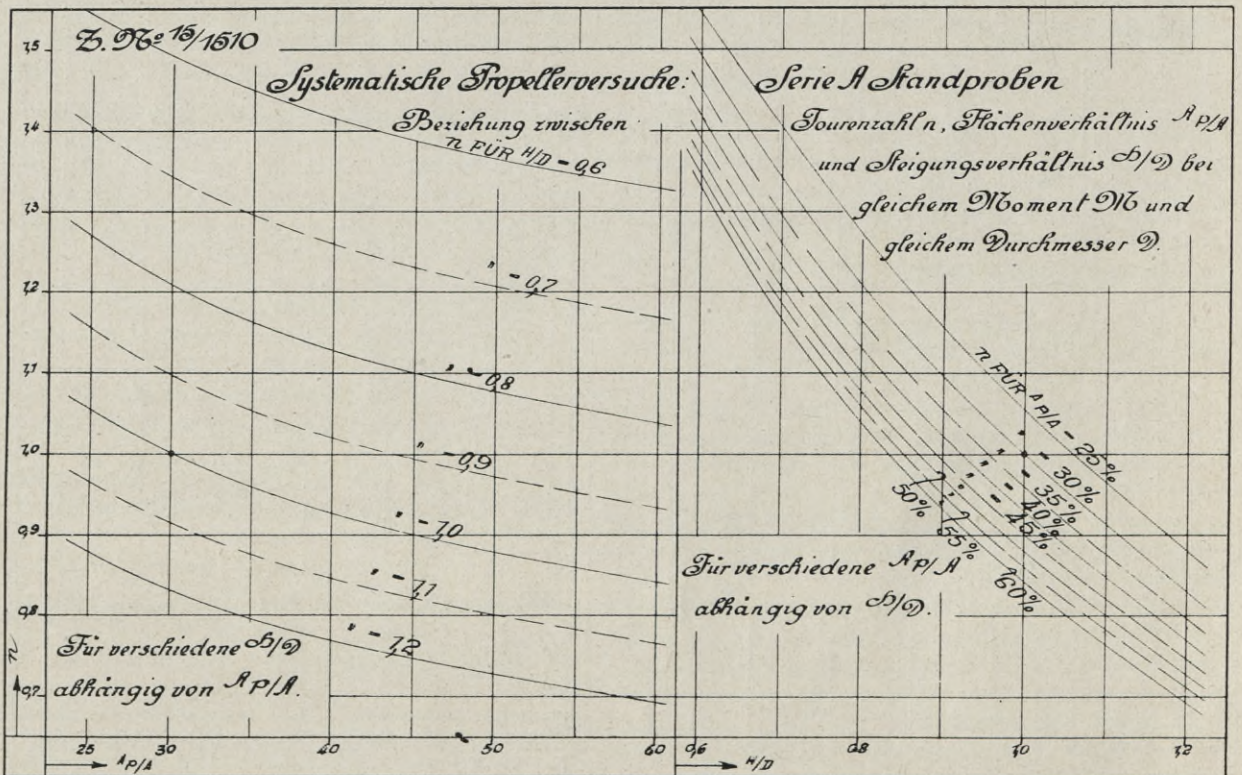 Z. No 15/1510
Systematische Propellerversuche:
Serie A Standproben
Beziehung zwischen
Tourenzahl n, Flächenverhältnis AP/A
und Steigungsverhältnis H/D bei
gleichem Moment M und
gleichem Durchmesser D.
n FÜR H/D = 0,6
" = 0,7
" = 0,8
" = 0,9
" = 1,0
" = 1,1
" = 1,2
Für verschiedene H/D
abhängig von AP/A.
n FÜR AP/A = 25%
" = 30%
" = 35%
" = 40%
" = 45%
50%
55%
60%
Für verschiedene AP/A
abhängig von H/D.
1,5
1,4
1,3
1,2
1,1
1,0
0,9
0,8
0,7
n
25 30 40 50 60 0,6 0,8 1,0 1,2
AP/A H/D